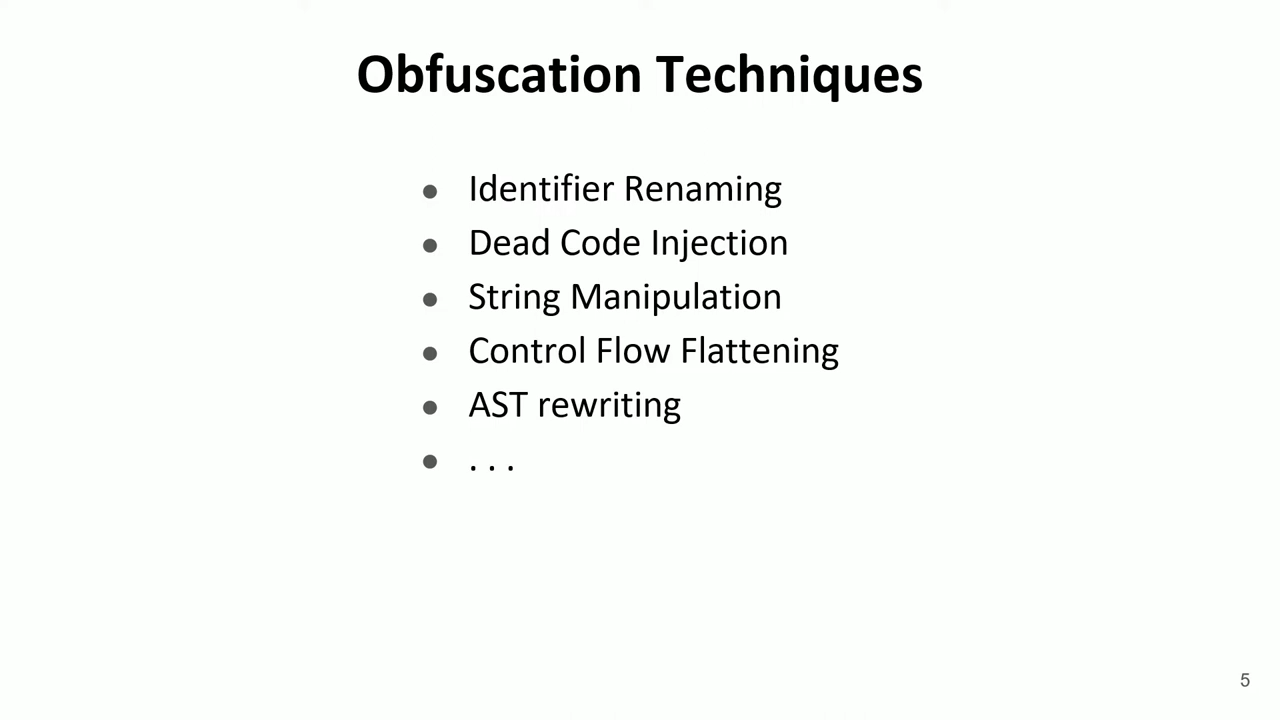 Obfuscation Techniques
● Identifier Renaming
● Dead Code Injection
● String Manipulation
● Control Flow Flattening
● AST rewriting
● . . .
5